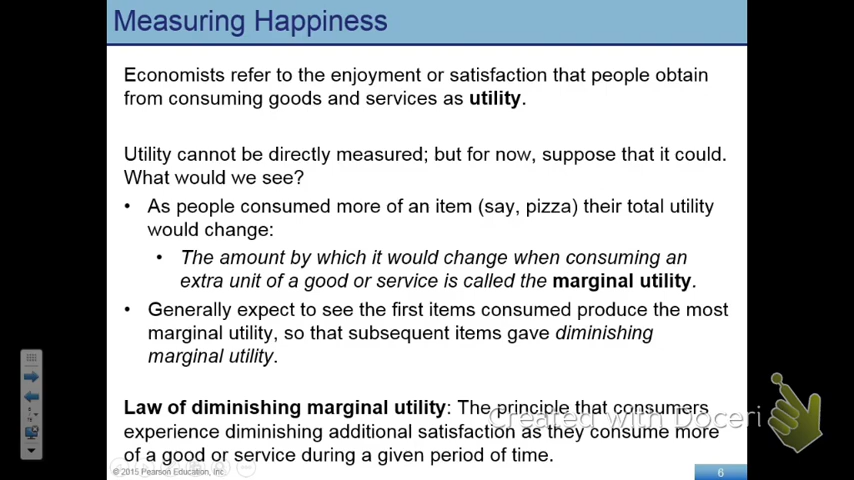 Measuring Happiness
Economists refer to the enjoyment or satisfaction that people obtain
from consuming goods and services as utility.
Utility cannot be directly measured; but for now, suppose that it could.
What would we see?
• As people consumed more of an item (say, pizza) their total utility
would change:
• The amount by which it would change when consuming an
extra unit of a good or service is called the marginal utility.
• Generally expect to see the first items consumed produce the most
marginal utility, so that subsequent items gave diminishing
marginal utility.
Law of diminishing marginal utility: The principle that consumers
Created with Doceri
experience diminishing additional satisfaction as they consume more
of a good or service during a given period of time.
© 2015 Pearson Education, Inc.
6